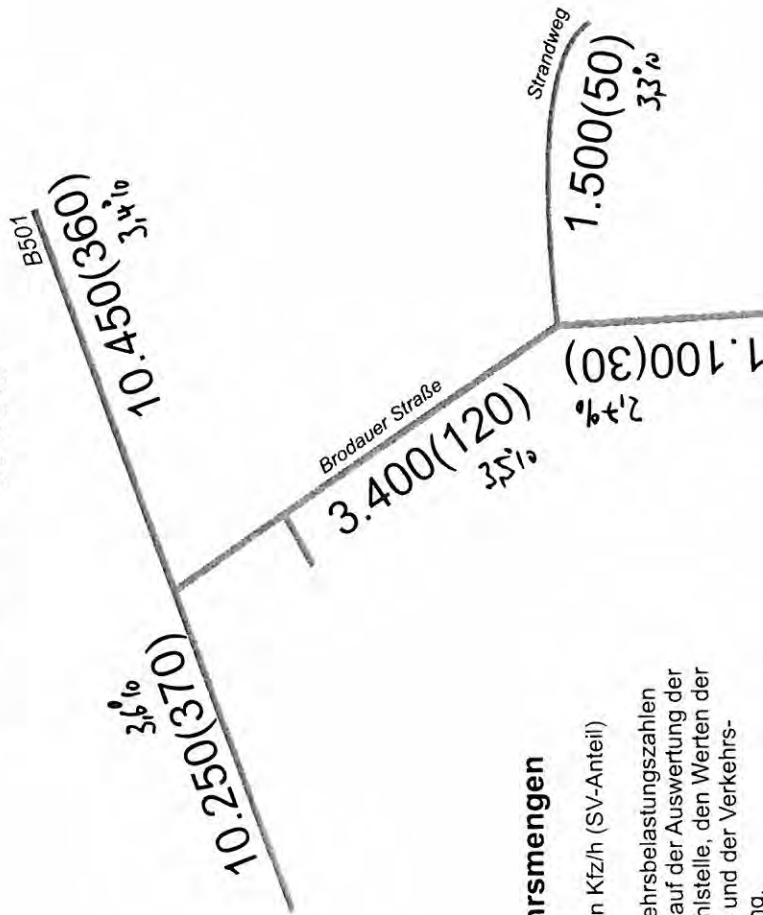 B501
10.450(360)
3,4%
3,6%
10.250(370)
Brodauer Straße
3.400(120)
3,5%
Strandweg
1.500(50)
3,3%
1.100(30)
2,7%
rsmengen
n Kfz/h (SV-Anteil)
ehrsbelastungszahlen
auf der Auswertung der
hlstelle, den Werten der
und der Verkehrs-
ng.